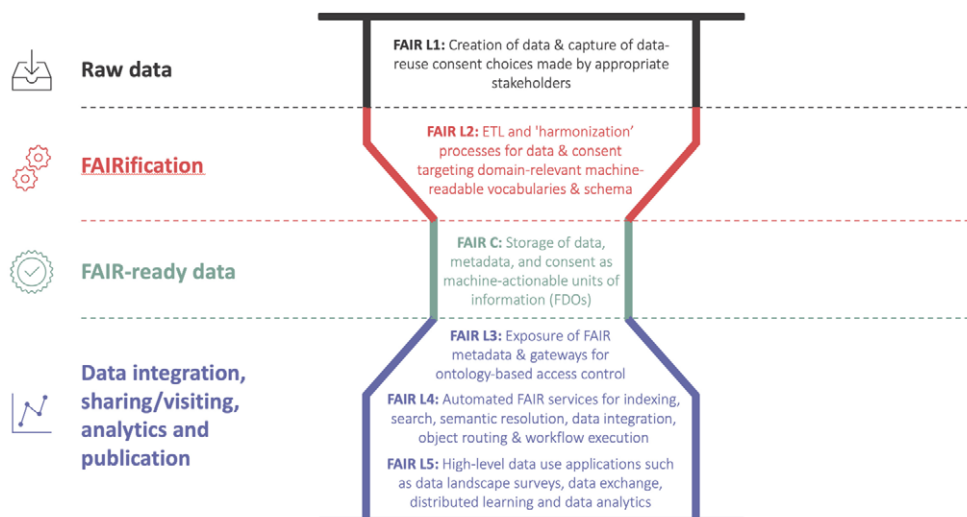 Raw data
FAIR L1: Creation of data & capture of data-
reuse consent choices made by appropriate
stakeholders
FAIRification
FAIR L2: ETL and 'harmonization’
processes for data & consent
targeting domain-relevant machine-
readable vocabularies & schema
FAIR-ready data
FAIR C: Storage of data,
metadata, and consent as
machine-actionable units of
information (FDOs)
Data integration,
sharing/visiting,
analytics and
publication
FAIR L3: Exposure of FAIR
metadata & gateways for
ontology-based access control
FAIR L4: Automated FAIR services for indexing,
search, semantic resolution, data integration,
object routing & workflow execution
FAIR L5: High-level data use applications such
as data landscape surveys, data exchange,
distributed learning and data analytics